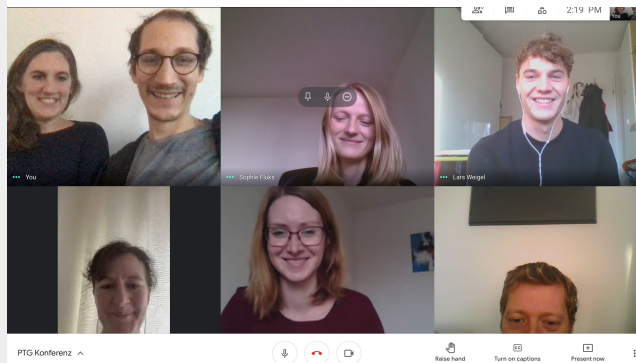 2:19 PM
You
You
Sophie Fluks
Lars Weigel
PTG Konferenz
Raise hand
Turn on captions
Present now